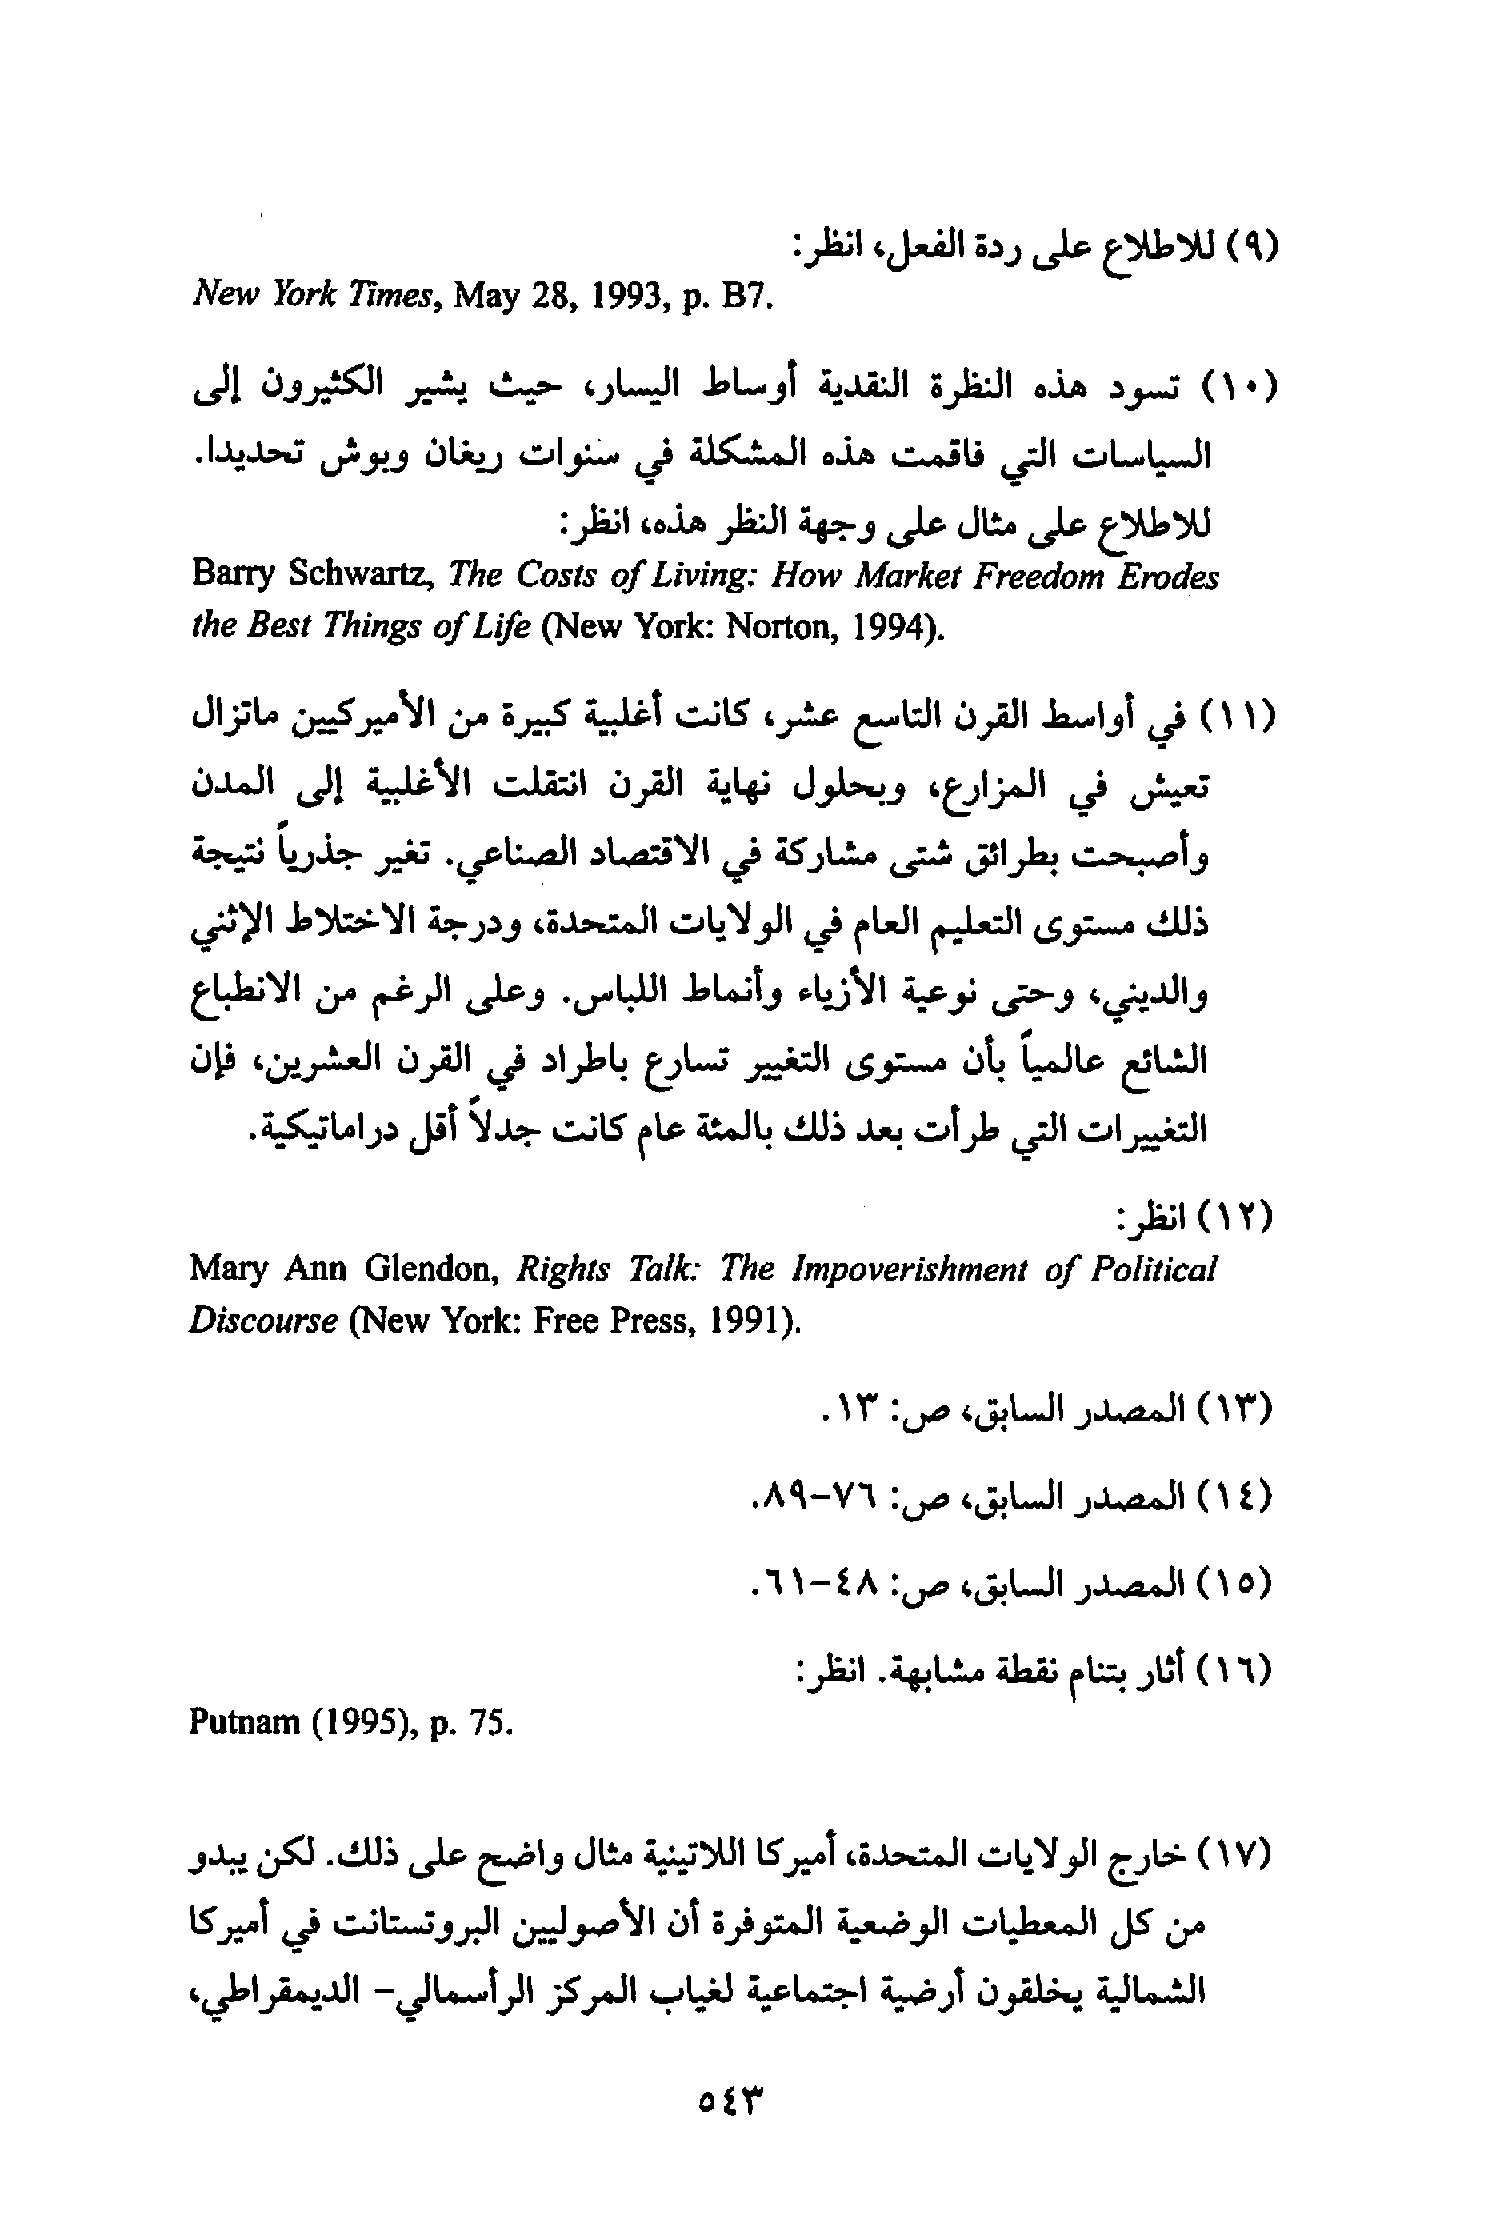 (٩) للاطلاع على ردة الفعل، انظر:
New York Times, May 28, 1993, p. B7.
(١٠) تسود هذه النظرة النقدية أوساط اليسار، حيث يشير الكثيرون إلى
السياسات التي فاقمت هذه المشكلة في سنوات ريغان وبوش تحديدا.
للاطلاع على مثال على وجهة النظر هذه، انظر:
Barry Schwartz, The Costs of Living: How Market Freedom Erodes
the Best Things of Life (New York: Norton, 1994).
(١١) في أواسط القرن التاسع عشر، كانت أغلبية كبيرة من الأميركيين ماتزال
تعيش في المزارع، وبحلول نهاية القرن انتقلت الأغلبية إلى المدن
وأصبحت بطرائق شتى مشاركة في الاقتصاد الصناعي. تغير جذرياً نتيجة
ذلك مستوى التعليم العام في الولايات المتحدة، ودرجة الاختلاط الإثني
والديني، وحتى نوعية الأزياء وأنماط اللباس. وعلى الرغم من الانطباع
الشائع عالمياً بأن مستوى التغيير تسارع باطراد في القرن العشرين، فإن
التغييرات التي طرأت بعد ذلك بالمئة عام كانت جدلاً أقل دراماتيكية.
(١٢) انظر:
Mary Ann Glendon, Rights Talk: The Impoverishment of Political
Discourse (New York: Free Press, 1991).
(١٣) المصدر السابق، ص: ١٣.
(١٤) المصدر السابق، ص: ٧٦-٨٩.
(١٥) المصدر السابق، ص: ٤٨-٦١.
(١٦) أثار بتنام نقطة مشابهة. انظر:
Putnam (1995), p. 75.
(١٧) خارج الولايات المتحدة، أميركا اللاتينية مثال واضح على ذلك. لكن يبدو
من كل المعطيات الوضعية المتوفرة أن الأصوليين البروتستانت في أميركا
الشمالية يخلقون أرضية اجتماعية لغياب المركز الرأسمالي- الديمقراطي،
٥٤٣